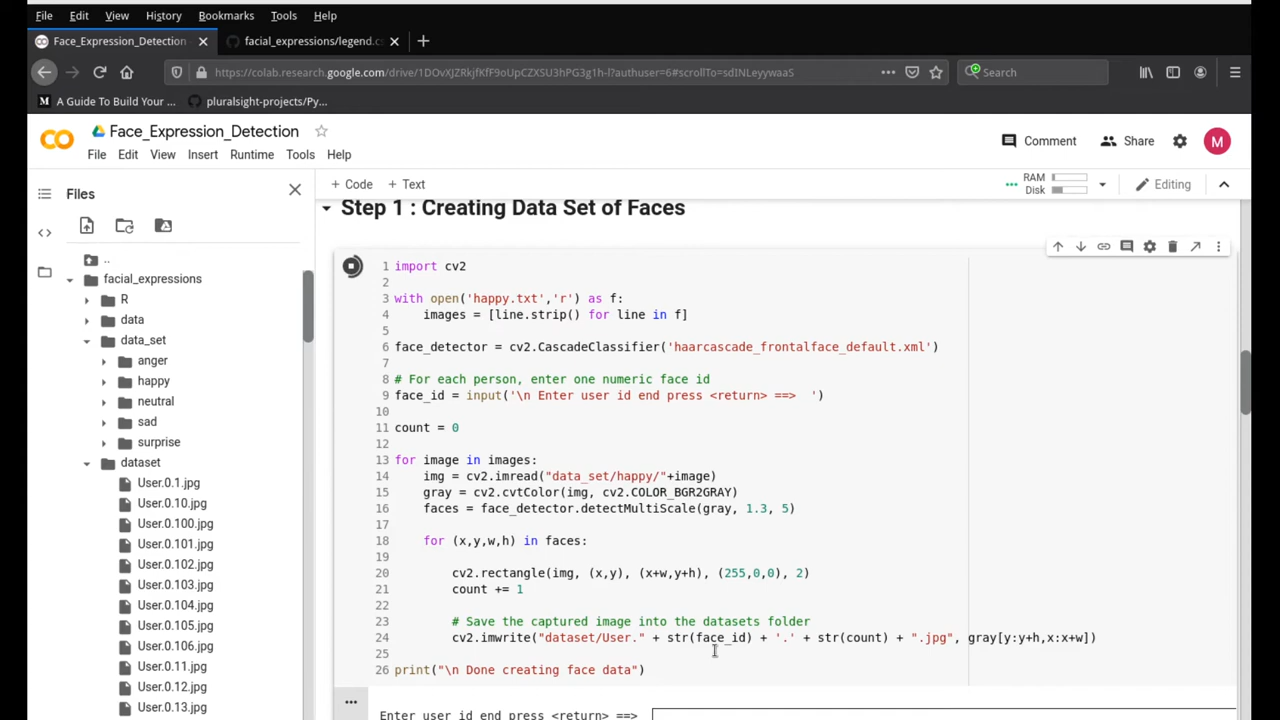 File Edit View History Bookmarks Tools Help
Face_Expression_Detection facial_expressions/legend.cs
https://colab.research.google.com/drive/1DOvXJZRkjfKfF9oUpCZXSU3hPG3g1h-l?authuser=6#scrollTo=sdINLeyywaaS Search
M A Guide To Build Your ... pluralsight-projects/Py...
Face_Expression_Detection
Comment Share M
File Edit View Insert Runtime Tools Help
Files
+ Code + Text RAM Disk Editing
Step 1 : Creating Data Set of Faces
..
facial_expressions
R
data
data_set
anger
happy
neutral
sad
surprise
dataset
User.0.1.jpg
User.0.10.jpg
User.0.100.jpg
User.0.101.jpg
User.0.102.jpg
User.0.103.jpg
User.0.104.jpg
User.0.105.jpg
User.0.106.jpg
User.0.11.jpg
User.0.12.jpg
User.0.13.jpg
1 import cv2
2
3 with open('happy.txt','r') as f:
4 images = [line.strip() for line in f]
5
6 face_detector = cv2.CascadeClassifier('haarcascade_frontalface_default.xml')
7
8 # For each person, enter one numeric face id
9 face_id = input('\n Enter user id end press <return> ==>  ')
10
11 count = 0
12
13 for image in images:
14 img = cv2.imread("data_set/happy/"+image)
15 gray = cv2.cvtColor(img, cv2.COLOR_BGR2GRAY)
16 faces = face_detector.detectMultiScale(gray, 1.3, 5)
17
18 for (x,y,w,h) in faces:
19
20 cv2.rectangle(img, (x,y), (x+w,y+h), (255,0,0), 2)
21 count += 1
22
23 # Save the captured image into the datasets folder
24 cv2.imwrite("dataset/User." + str(face_id) + '.' + str(count) + ".jpg", gray[y:y+h,x:x+w])
25
26 print("\n Done creating face data")
Enter user id end press <return> ==>